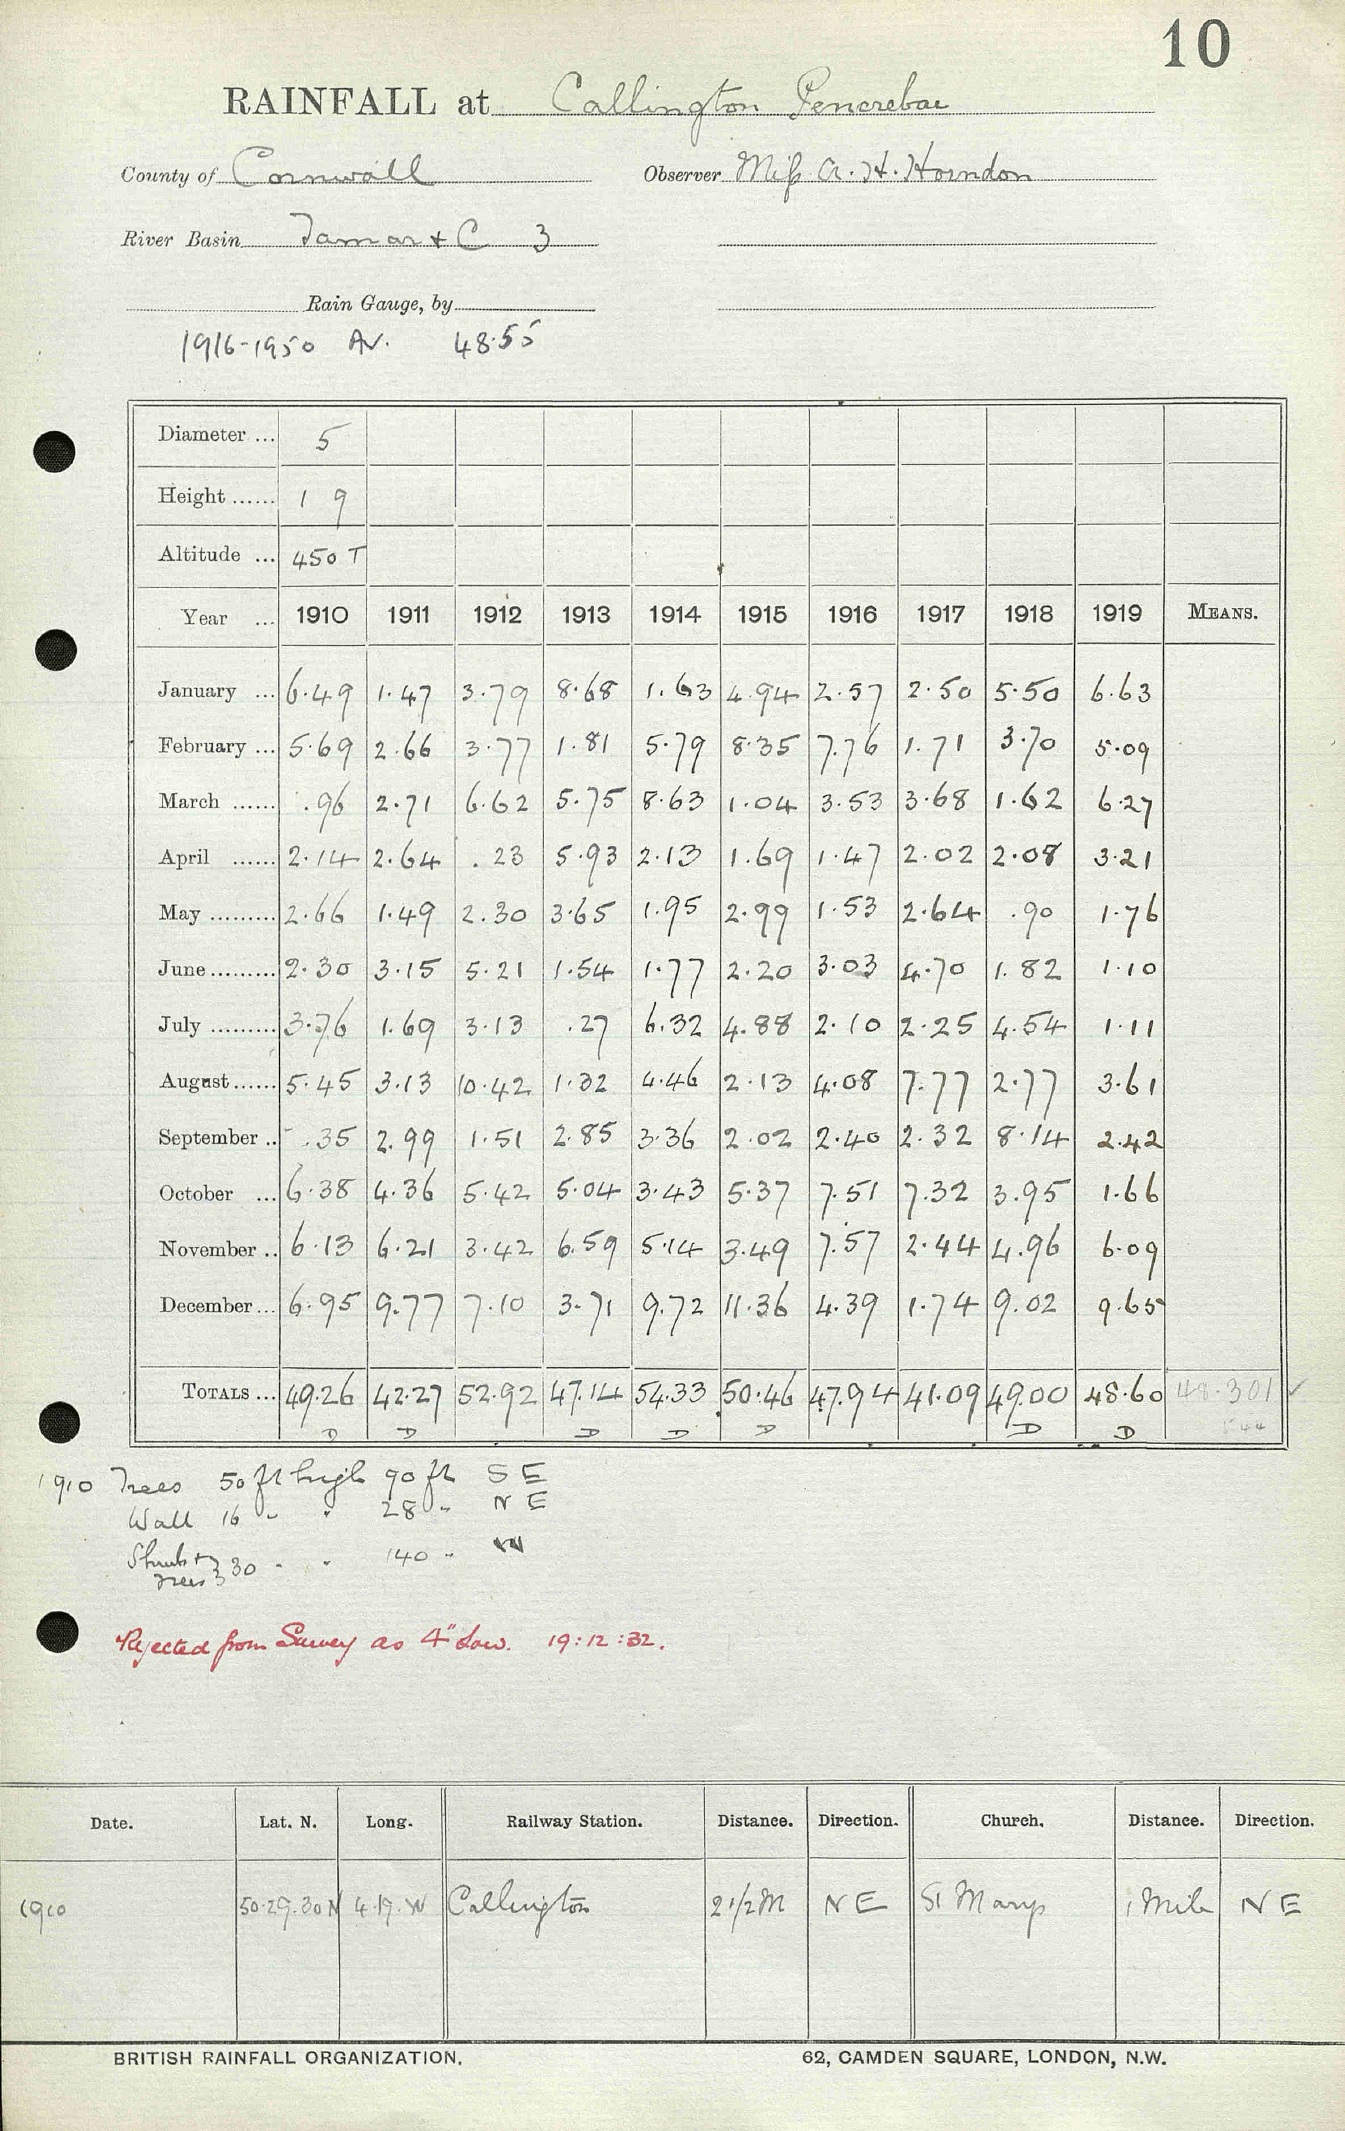 10
RAINFALL at Callington Pencrebar
County of Cornwall Observer Miss A. H. Horndon
River Basin Tamar + C 3
Rain Gauge, by
1916-1950 Av. 48.55
Diameter ... 5
Height ...... 1 9
Altitude ... 450 T
Year ... 1910 1911 1912 1913 1914 1915 1916 1917 1918 1919 MEANS.
January ... 6.49 1.47 3.79 8.68 1.63 4.94 2.57 2.50 5.50 6.63
February ... 5.69 2.66 3.77 1.81 5.79 8.35 7.76 1.71 3.70 5.09
March ...... .96 2.71 6.62 5.75 8.63 1.04 3.53 3.68 1.62 6.27
April ...... 2.14 2.64 .23 5.93 2.13 1.69 1.47 2.02 2.08 3.21
May ......... 2.66 1.49 2.30 3.65 1.95 2.99 1.53 2.64 .90 1.76
June ......... 2.30 3.15 5.21 1.54 1.77 2.20 3.03 4.70 1.82 1.10
July ......... 3.76 1.69 3.13 .27 6.32 4.88 2.10 2.25 4.54 1.11
August ...... 5.45 3.13 10.42 1.32 4.46 2.13 4.08 7.77 2.77 3.61
September .. .35 2.99 1.51 2.85 3.36 2.02 2.40 2.32 8.14 2.42
October ... 6.38 4.36 5.42 5.04 3.43 5.37 7.51 7.32 3.95 1.66
November .. 6.13 6.21 3.42 6.59 5.14 3.49 7.57 2.44 4.96 6.09
December ... 6.95 9.77 7.10 3.71 9.72 11.36 4.39 1.74 9.02 9.65
TOTALS ... 49.26 42.27 52.92 47.14 54.33 50.46 47.94 41.09 49.00 48.60 48.301 ✓
D D D D D D D
1910 Trees 50 ft high 90 ft S E
Wall 16 " " 28 " N E
Shrubs + trees } 30 " " 140 " W
Rejected from Survey as 4" Low. 19:12:32.
Date. Lat. N. Long. Railway Station. Distance. Direction. Church. Distance. Direction.
1910 50.29.30 N 4.19.W Callington 2 1/2 M N E St Marys 1 Mile N E
BRITISH RAINFALL ORGANIZATION. 62, CAMDEN SQUARE, LONDON, N.W.